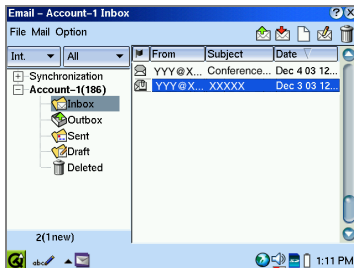 Email – Account–1 Inbox
File Mail Option
Int. All
From Subject Date
YYY@X... Conference... Dec 4 03 12...
YYY@X... XXXXX Dec 3 03 12...
Synchronization
Account–1(186)
Inbox
Outbox
Sent
Draft
Deleted
2(1new)
abc 1:11 PM